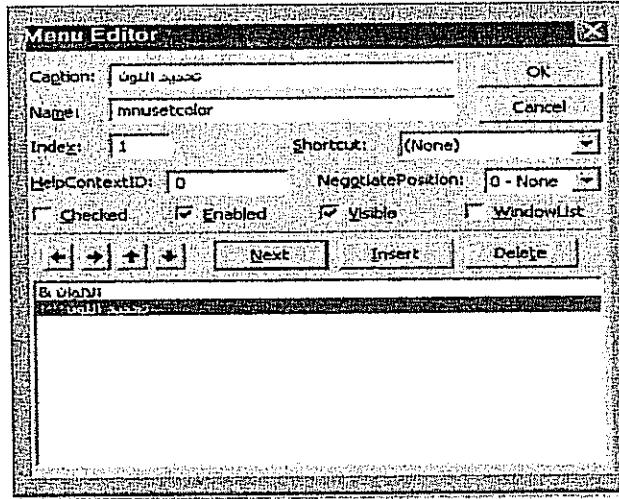 Menu Editor
Caption: تحديد اللون OK
Name: mnusetcolor Cancel
Index: 1 Shortcut: (None)
HelpContextID: 0 NegotiatePosition: 0 - None
Checked Enabled Visible WindowList
Next Insert Delete
الالوان &